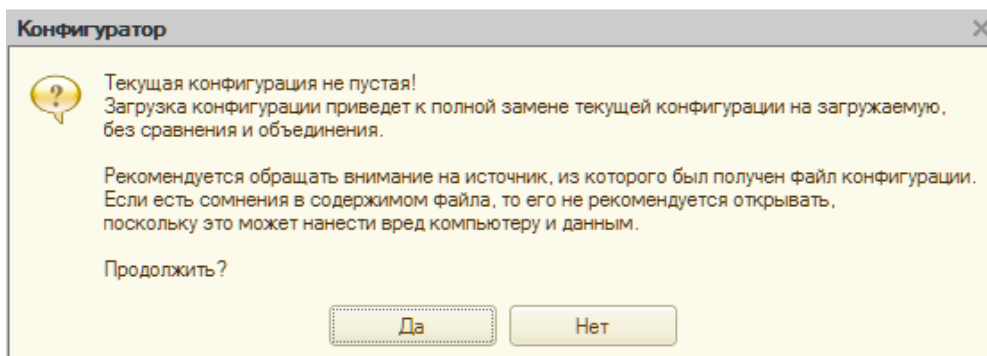 Конфигуратор
Текущая конфигурация не пустая!
Загрузка конфигурации приведет к полной замене текущей конфигурации на загружаемую,
без сравнения и объединения.
Рекомендуется обращать внимание на источник, из которого был получен файл конфигурации.
Если есть сомнения в содержимом файла, то его не рекомендуется открывать,
поскольку это может нанести вред компьютеру и данным.
Продолжить?
Да
Нет